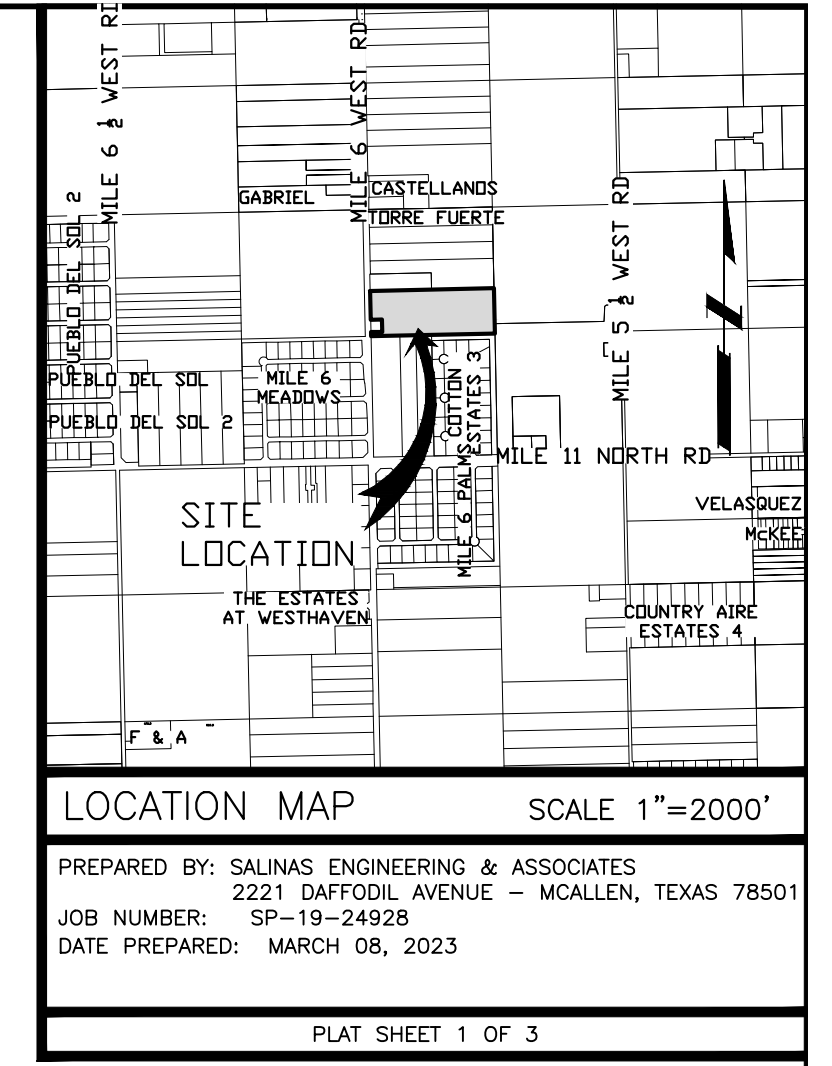 MILE 6 ½ WEST RD
MILE 6 WEST RD
GABRIEL
CASTELLANOS
TORRE FUERTE
MILE 5 ½ WEST RD
PUEBLO DEL SOL 2
PUEBLO DEL SOL
PUEBLO DEL SOL 2
MILE 6
MEADOWS
COTTON
ESTATES 3
MILE 6 PALMS
MILE 11 NORTH RD
VELASQUEZ
McKEE
SITE
LOCATION
THE ESTATES
AT WESTHAVEN
COUNTRY AIRE
ESTATES 4
F & A
LOCATION MAP SCALE 1"=2000'
PREPARED BY: SALINAS ENGINEERING & ASSOCIATES
2221 DAFFODIL AVENUE – MCALLEN, TEXAS 78501
JOB NUMBER: SP–19–24928
DATE PREPARED: MARCH 08, 2023
PLAT SHEET 1 OF 3